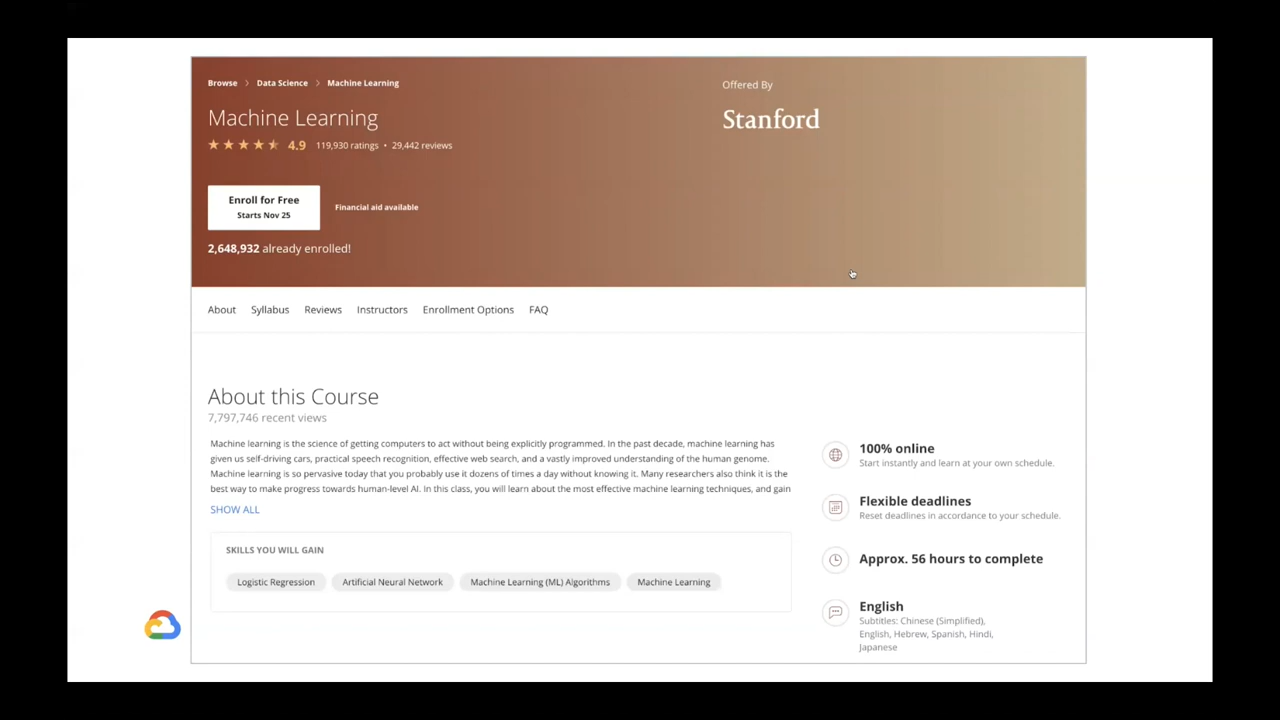 Browse > Data Science > Machine Learning
Offered By
Machine Learning
Stanford
4.9 119,930 ratings • 29,442 reviews
Enroll for Free
Starts Nov 25
Financial aid available
2,648,932 already enrolled!
About Syllabus Reviews Instructors Enrollment Options FAQ
About this Course
7,797,746 recent views
Machine learning is the science of getting computers to act without being explicitly programmed. In the past decade, machine learning has
given us self-driving cars, practical speech recognition, effective web search, and a vastly improved understanding of the human genome.
Machine learning is so pervasive today that you probably use it dozens of times a day without knowing it. Many researchers also think it is the
best way to make progress towards human-level AI. In this class, you will learn about the most effective machine learning techniques, and gain
SHOW ALL
SKILLS YOU WILL GAIN
Logistic Regression Artificial Neural Network Machine Learning (ML) Algorithms Machine Learning
100% online
Start instantly and learn at your own schedule.
Flexible deadlines
Reset deadlines in accordance to your schedule.
Approx. 56 hours to complete
English
Subtitles: Chinese (Simplified),
English, Hebrew, Spanish, Hindi,
Japanese